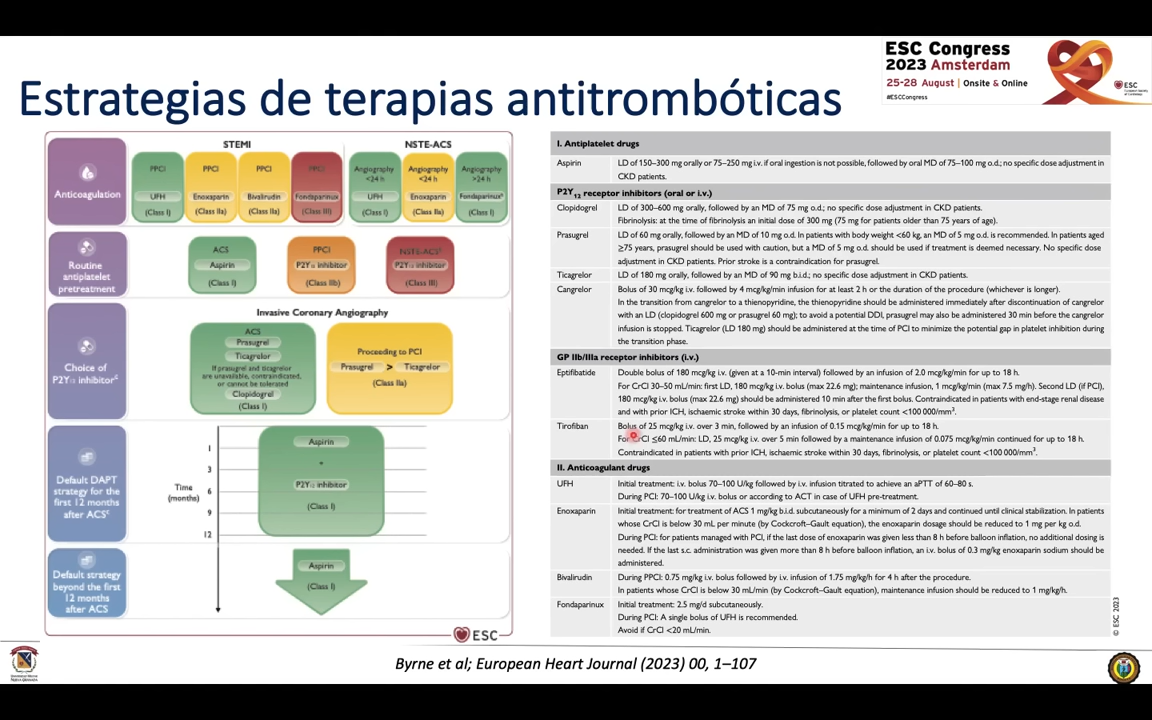 ESC Congress
2023 Amsterdam
25-28 August | Onsite & Online
#ESCCongress
ESC
Estrategias de terapias antitrombóticas
STEMI
NSTE-ACS
Anticoagulation
PPCI
UFH
(Class I)
PPCI
Enoxaparin
(Class IIa)
PPCI
Bivalirudin
(Class IIa)
PPCI
Fondaparinux
(Class III)
Angiography
<24 h
UFH
(Class I)
Angiography
<24 h
Enoxaparin
(Class IIa)
Angiography
>24 h
Fondaparinux
(Class I)
Routine
antiplatelet
pretreatment
ACS
Aspirin
(Class I)
PPCI
P2Y12 inhibitor
(Class IIb)
NSTE-ACS
P2Y12 inhibitor
(Class III)
Invasive Coronary Angiography
Choice of
P2Y12 inhibitor
ACS
Prasugrel
Ticagrelor
If prasugrel and ticagrelor
are unavailable, contraindicated,
or cannot be tolerated
Clopidogrel
(Class I)
Proceeding to PCI
Prasugrel > Ticagrelor
(Class IIa)
Default DAPT
strategy for the
first 12 months
after ACSc
Time
(months)
1
3
6
9
12
Aspirin
+
P2Y12 inhibitor
(Class I)
Default strategy
beyond the first
12 months
after ACS
Aspirin
(Class I)
ESC
I. Antiplatelet drugs
Aspirin
LD of 150–300 mg orally or 75–250 mg i.v. if oral ingestion is not possible, followed by oral MD of 75–100 mg o.d.; no specific dose adjustment in
CKD patients.
P2Y12 receptor inhibitors (oral or i.v.)
Clopidogrel
LD of 300–600 mg orally, followed by an MD of 75 mg o.d.; no specific dose adjustment in CKD patients.
Fibrinolysis: at the time of fibrinolysis an initial dose of 300 mg (75 mg for patients older than 75 years of age).
Prasugrel
LD of 60 mg orally, followed by an MD of 10 mg o.d. In patients with body weight <60 kg, an MD of 5 mg o.d. is recommended. In patients aged
≥75 years, prasugrel should be used with caution, but a MD of 5 mg o.d. should be used if treatment is deemed necessary. No specific dose
adjustment in CKD patients. Prior stroke is a contraindication for prasugrel.
Ticagrelor
LD of 180 mg orally, followed by an MD of 90 mg b.i.d.; no specific dose adjustment in CKD patients.
Cangrelor
Bolus of 30 mcg/kg i.v. followed by 4 mcg/kg/min infusion for at least 2 h or the duration of the procedure (whichever is longer).
In the transition from cangrelor to a thienopyridine, the thienopyridine should be administered immediately after discontinuation of cangrelor
with an LD (clopidogrel 600 mg or prasugrel 60 mg); to avoid a potential DDI, prasugrel may also be administered 30 min before the cangrelor
infusion is stopped. Ticagrelor (LD 180 mg) should be administered at the time of PCI to minimize the potential gap in platelet inhibition during
the transition phase.
GP IIb/IIIa receptor inhibitors (i.v.)
Eptifibatide
Double bolus of 180 mcg/kg i.v. (given at a 10-min interval) followed by an infusion of 2.0 mcg/kg/min for up to 18 h.
For CrCl 30–50 mL/min: first LD, 180 mcg/kg i.v. bolus (max 22.6 mg); maintenance infusion, 1 mcg/kg/min (max 7.5 mg/h). Second LD (if PCI),
180 mcg/kg i.v. bolus (max 22.6 mg) should be administered 10 min after the first bolus. Contraindicated in patients with end-stage renal disease
and with prior ICH, ischaemic stroke within 30 days, fibrinolysis, or platelet count <100 000/mm3.
Tirofiban
Bolus of 25 mcg/kg i.v. over 3 min, followed by an infusion of 0.15 mcg/kg/min for up to 18 h.
For CrCl ≤60 mL/min: LD, 25 mcg/kg i.v. over 5 min followed by a maintenance infusion of 0.075 mcg/kg/min continued for up to 18 h.
Contraindicated in patients with prior ICH, ischaemic stroke within 30 days, fibrinolysis, or platelet count <100 000/mm3.
II. Anticoagulant drugs
UFH
Initial treatment: i.v. bolus 70–100 U/kg followed by i.v. infusion titrated to achieve an aPTT of 60–80 s.
During PCI: 70–100 U/kg i.v. bolus or according to ACT in case of UFH pre-treatment.
Enoxaparin
Initial treatment: for treatment of ACS 1 mg/kg b.i.d. subcutaneously for a minimum of 2 days and continued until clinical stabilization. In patients
whose CrCl is below 30 mL per minute (by Cockcroft–Gault equation), the enoxaparin dosage should be reduced to 1 mg per kg o.d.
During PCI: for patients managed with PCI, if the last dose of enoxaparin was given less than 8 h before balloon inflation, no additional dosing is
needed. If the last s.c. administration was given more than 8 h before balloon inflation, an i.v. bolus of 0.3 mg/kg enoxaparin sodium should be
administered.
Bivalirudin
During PPCI: 0.75 mg/kg i.v. bolus followed by i.v. infusion of 1.75 mg/kg/h for 4 h after the procedure.
In patients whose CrCl is below 30 mL/min (by Cockcroft–Gault equation), maintenance infusion should be reduced to 1 mg/kg/h.
Fondaparinux
Initial treatment: 2.5 mg/d subcutaneously.
During PCI: A single bolus of UFH is recommended.
Avoid if CrCl <20 mL/min.
© ESC 2023
Byrne et al; European Heart Journal (2023) 00, 1–107